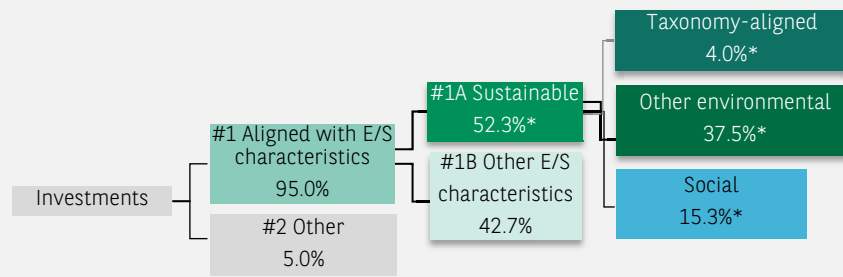 Investments
#1 Aligned with E/S
characteristics
95.0%
#2 Other
5.0%
#1A Sustainable
52.3%*
#1B Other E/S
characteristics
42.7%
Taxonomy-aligned
4.0%*
Other environmental
37.5%*
Social
15.3%*